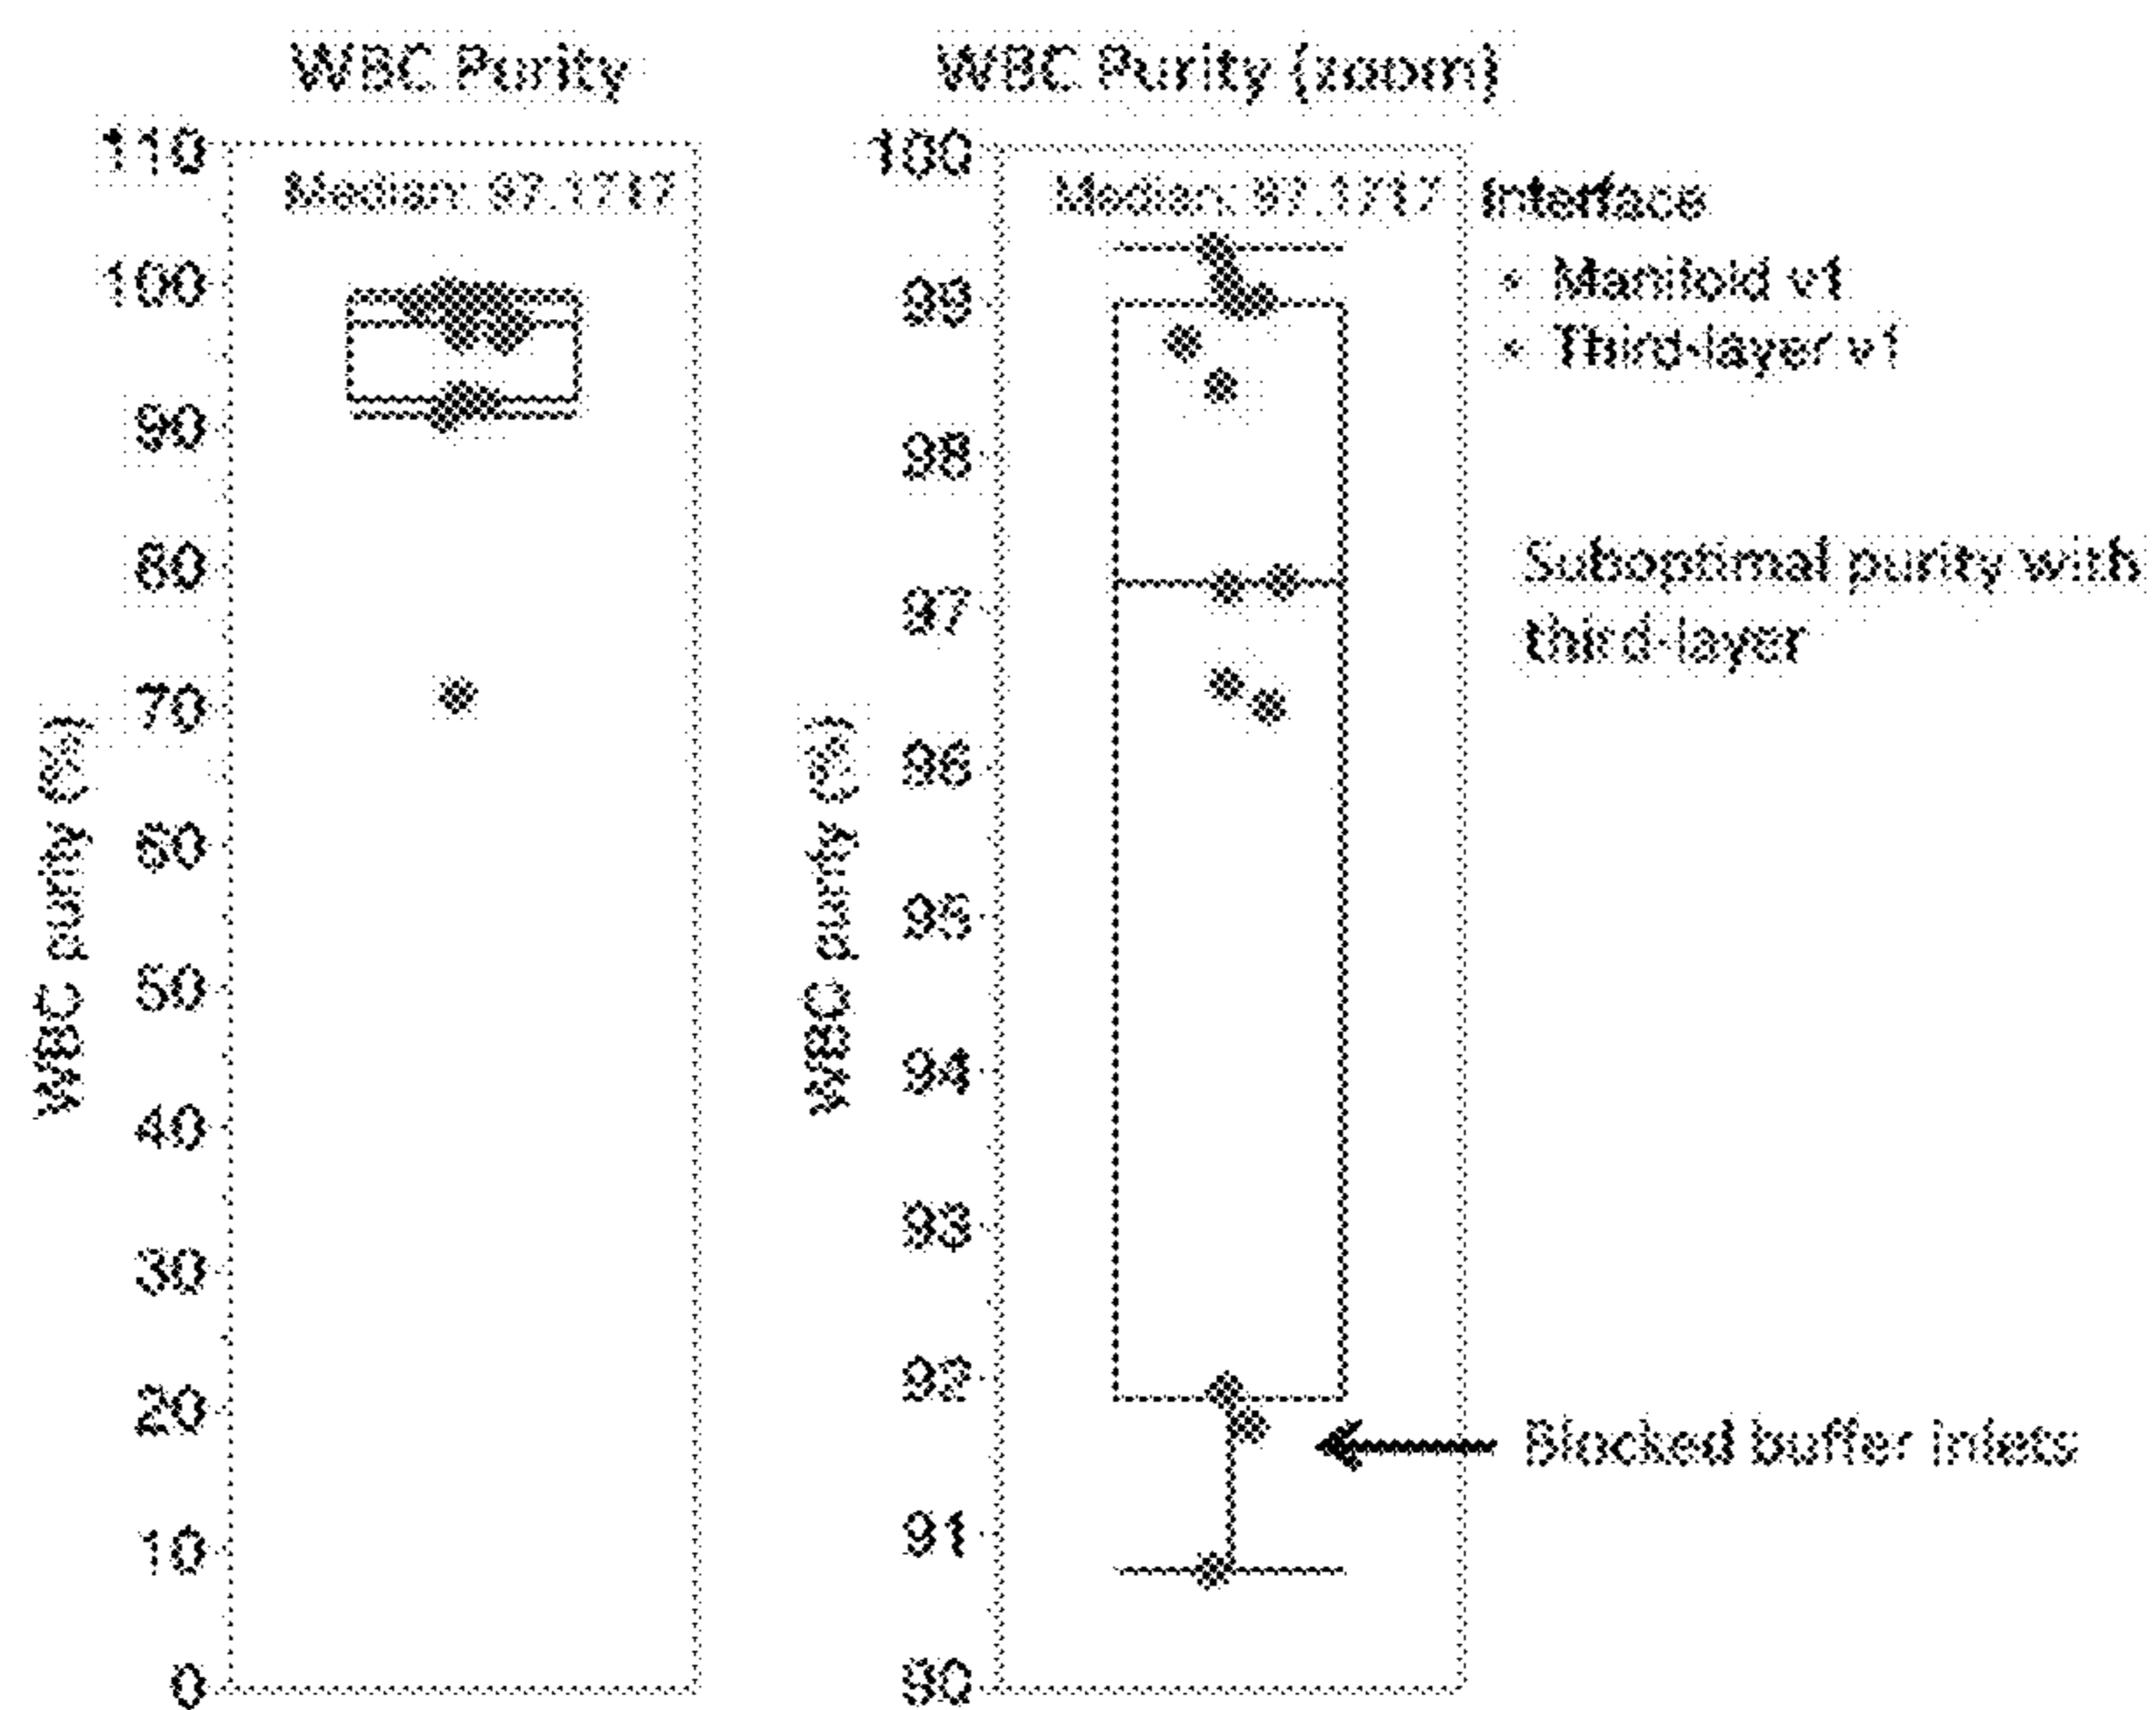 WBC Purity
110
Median: 97.1717
100
90
80
70
60
50
40
30
20
10
0
WBC purity (%)
WBC Purity (zoom)
100
Median: 97.1717
99
98
97
96
95
94
93
92
91
90
WBC purity (%)
Interface
Manifold v1
Third-layer v1
Suboptimal purity with
third-layer
Blocked buffer inlets